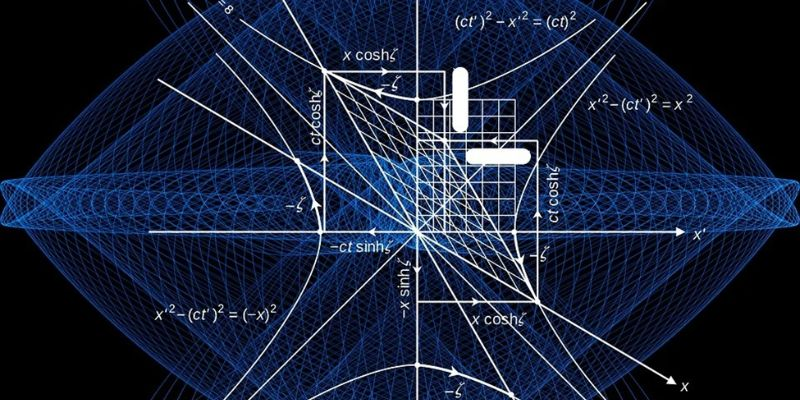 =8
(ct′)² − x′² = (ct)²
x coshζ
−ζ
x′² − (ct′)² = x²
ct coshζ
ct coshζ
−ζ
x′
−ct sinhζ
−ζ
−x sinhζ
x′² − (ct′)² = (−x)²
x coshζ
x
−ζ